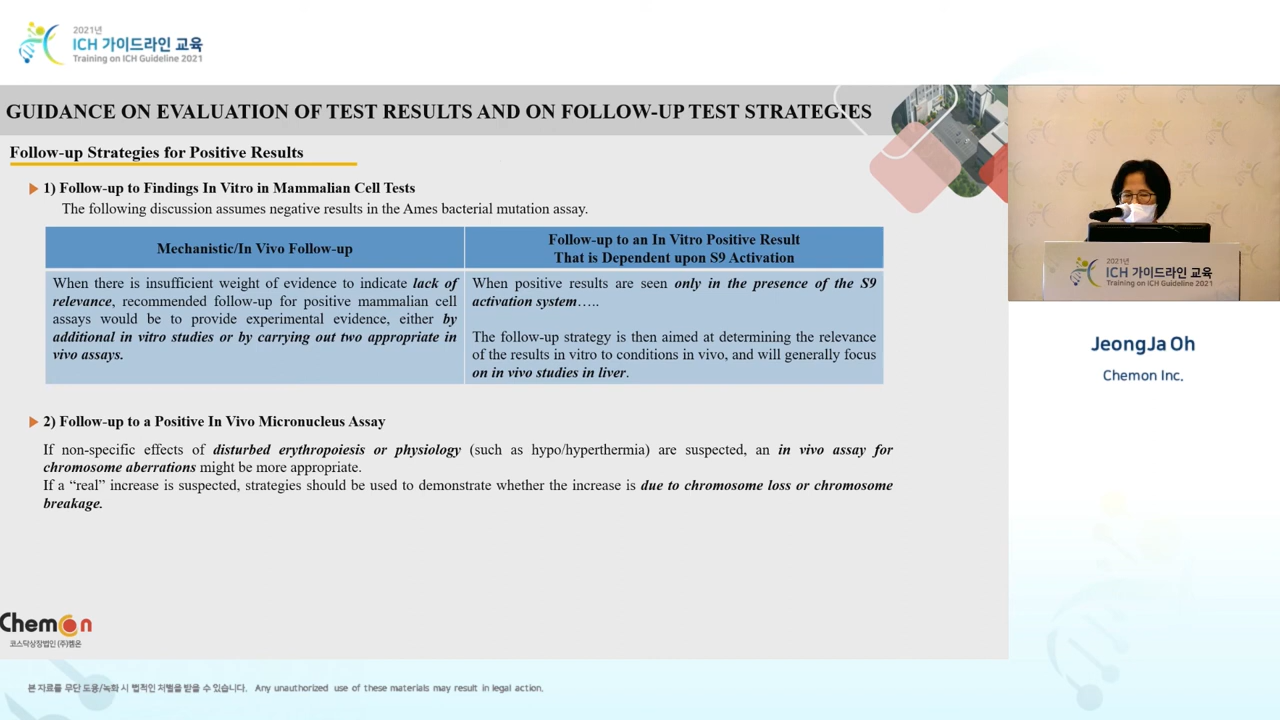 2021년
ICH 가이드라인 교육
Training on ICH Guideline 2021
GUIDANCE ON EVALUATION OF TEST RESULTS AND ON FOLLOW-UP TEST STRATEGIES
Follow-up Strategies for Positive Results
1) Follow-up to Findings In Vitro in Mammalian Cell Tests
The following discussion assumes negative results in the Ames bacterial mutation assay.
Mechanistic/In Vivo Follow-up
When there is insufficient weight of evidence to indicate lack of
relevance, recommended follow-up for positive mammalian cell
assays would be to provide experimental evidence, either by
additional in vitro studies or by carrying out two appropriate in
vivo assays.
Follow-up to an In Vitro Positive Result
That is Dependent upon S9 Activation
When positive results are seen only in the presence of the S9
activation system…..
The follow-up strategy is then aimed at determining the relevance
of the results in vitro to conditions in vivo, and will generally focus
on in vivo studies in liver.
2) Follow-up to a Positive In Vivo Micronucleus Assay
If non-specific effects of disturbed erythropoiesis or physiology (such as hypo/hyperthermia) are suspected, an in vivo assay for
chromosome aberrations might be more appropriate.
If a “real” increase is suspected, strategies should be used to demonstrate whether the increase is due to chromosome loss or chromosome
breakage.
Chemon
코스닥상장법인 (주)켐온
2021년
ICH 가이드라인 교육
Training on ICH Guideline 2021
JeongJa Oh
Chemon Inc.
본 자료를 무단 도용/녹화 시 법적인 처벌을 받을 수 있습니다. Any unauthorized use of these materials may result in legal action.